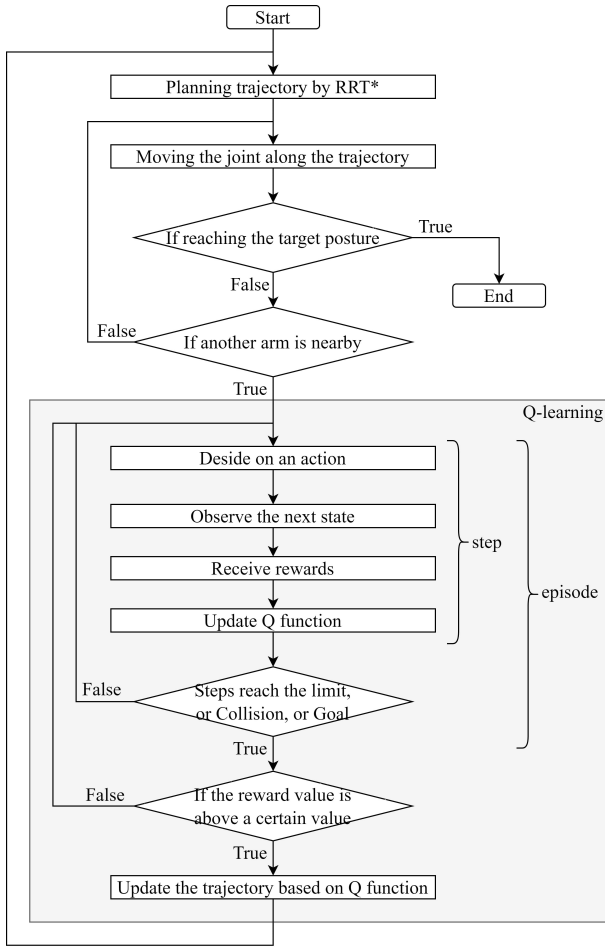 Start
Planning trajectory by RRT*
Moving the joint along the trajectory
If reaching the target posture
True
False
End
If another arm is nearby
False
True
Q-learning
Deside on an action
Observe the next state
step
Receive rewards
episode
Update Q function
Steps reach the limit,
or Collision, or Goal
False
True
If the reward value is
above a certain value
False
True
Update the trajectory based on Q function